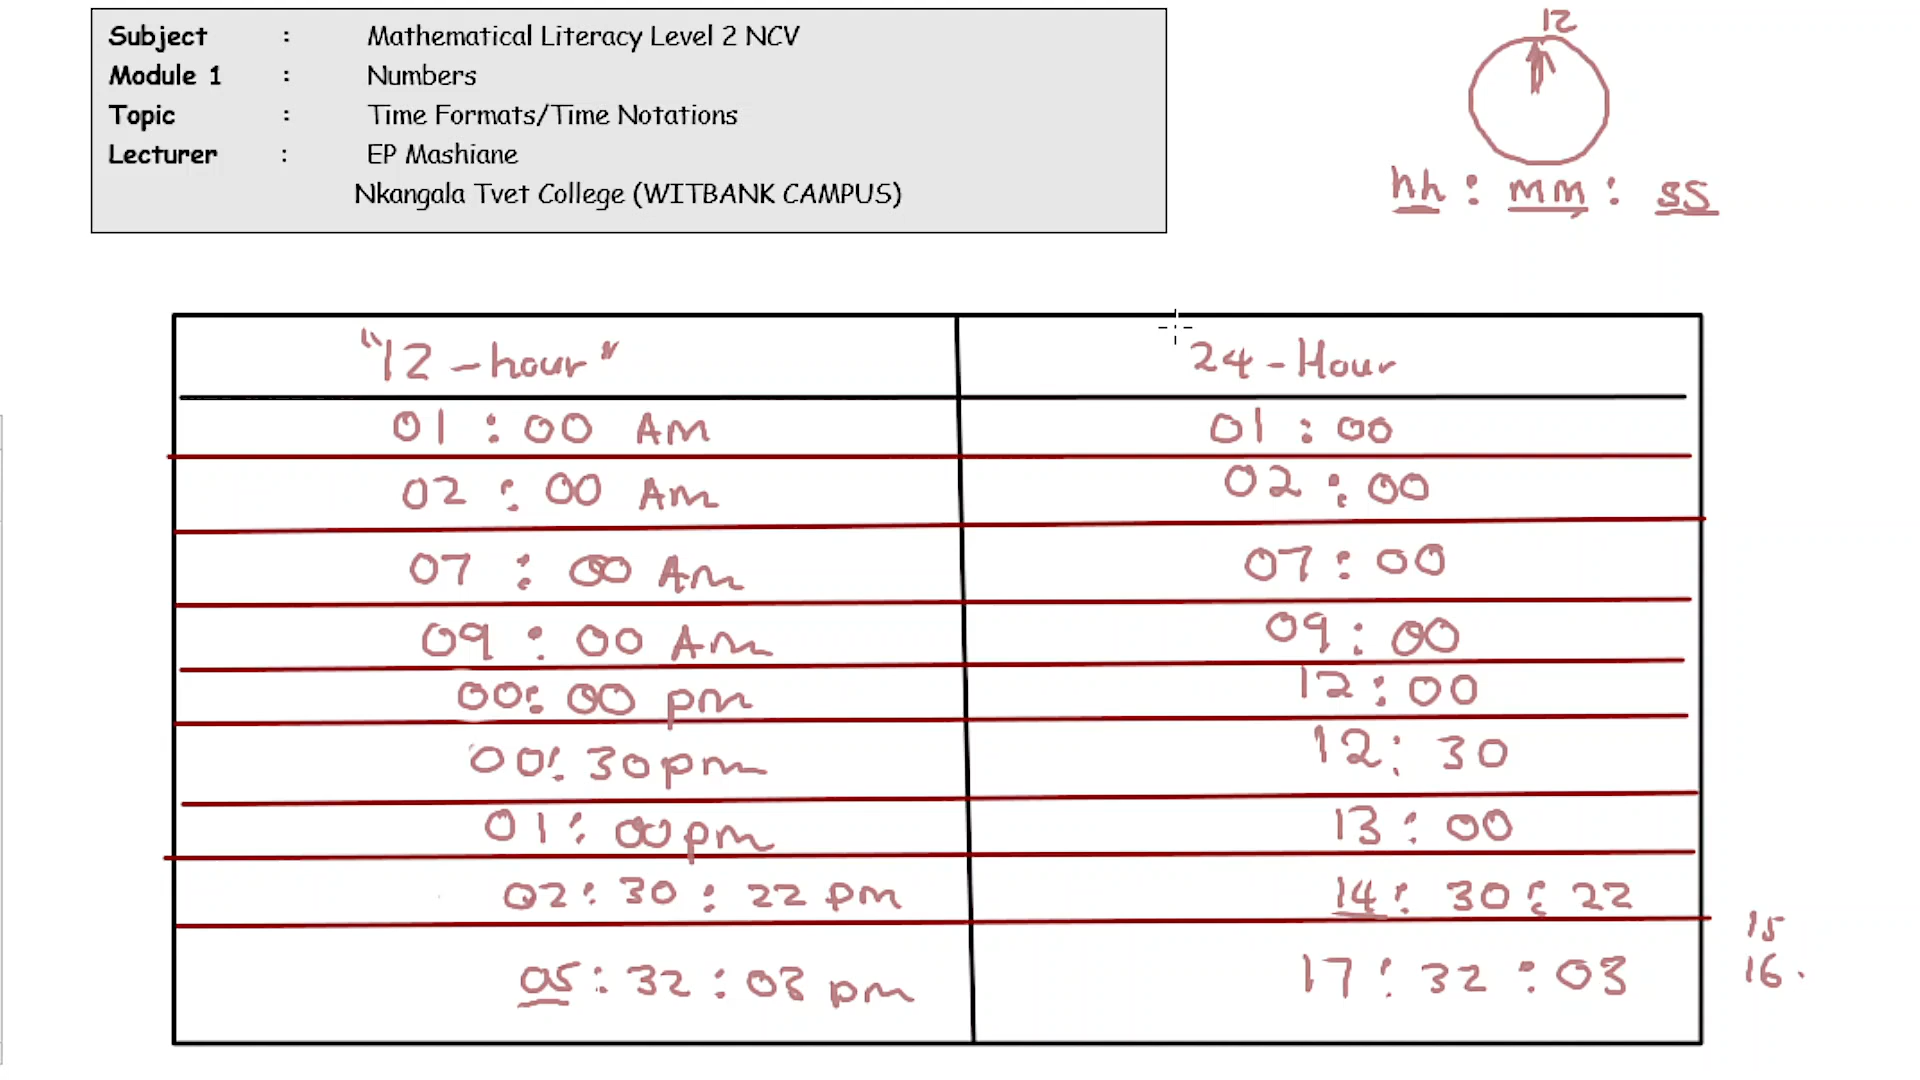 Subject : Mathematical Literacy Level 2 NCV
Module 1 : Numbers
Topic : Time Formats/Time Notations
Lecturer : EP Mashiane
Nkangala Tvet College (WITBANK CAMPUS)
12
hh : mm : ss
"12-hour" 24-Hour
01 : 00 AM 01 : 00
02 : 00 Am 02 : 00
07 : 00 Am 07 : 00
09 : 00 Am 09 : 00
00 : 00 pm 12 : 00
00 : 30 pm 12 : 30
01 : 00 pm 13 : 00
02 : 30 : 22 pm 14 : 30 : 22
15
05 : 32 : 03 pm 17 : 32 : 03 16.